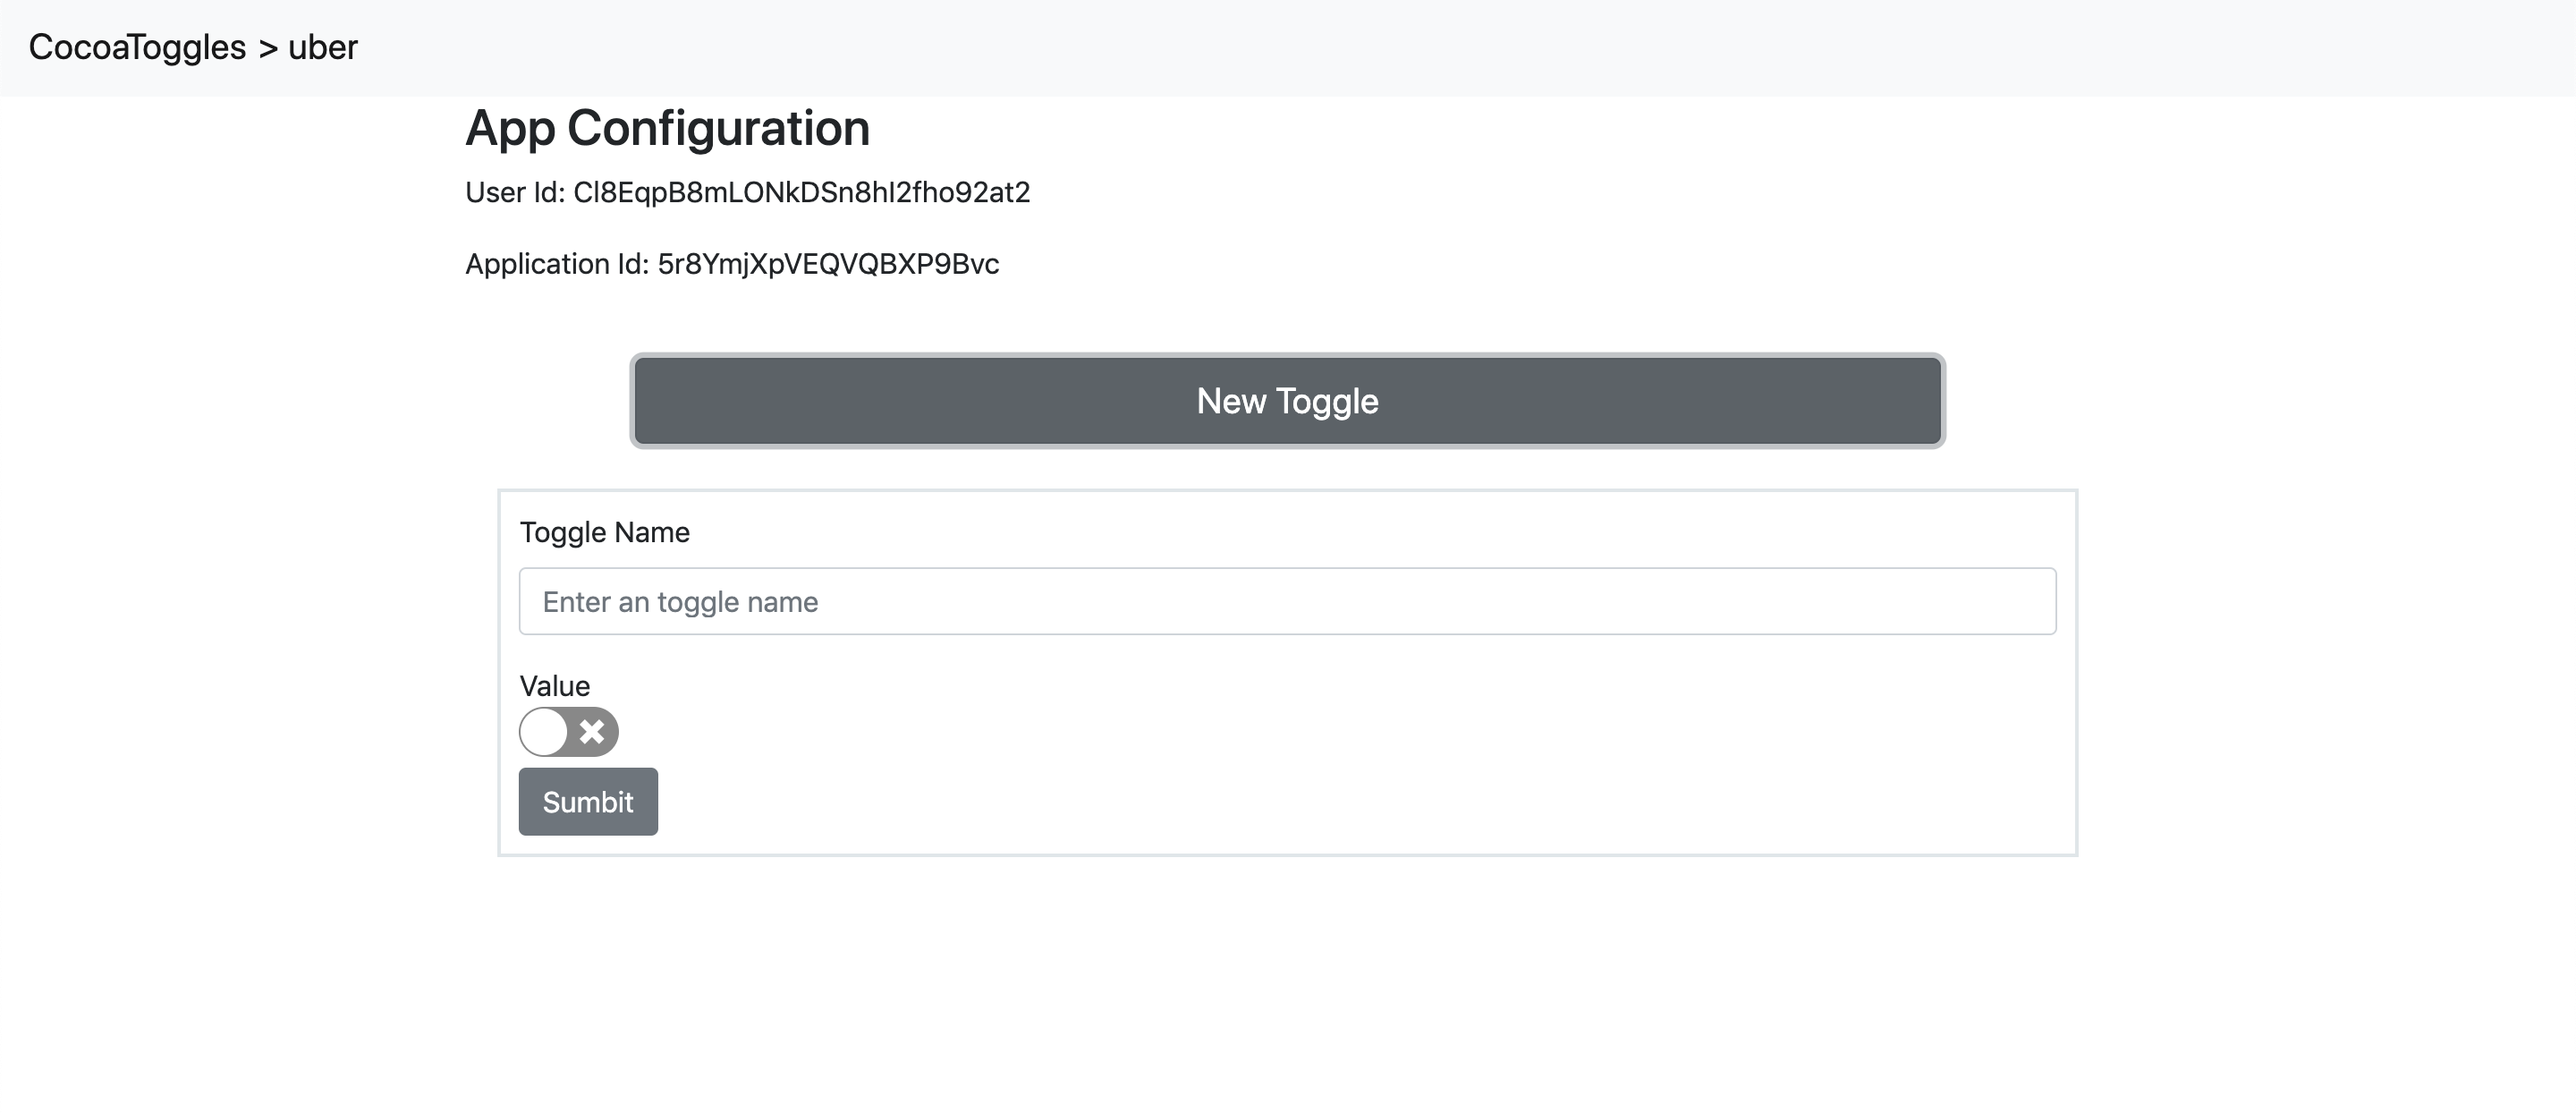 CocoaToggles > uber
App Configuration
User Id: Cl8EqpB8mLONkDSn8hI2fho92at2
Application Id: 5r8YmjXpVEQVQBXP9Bvc
New Toggle
Toggle Name
Enter an toggle name
Value
Sumbit